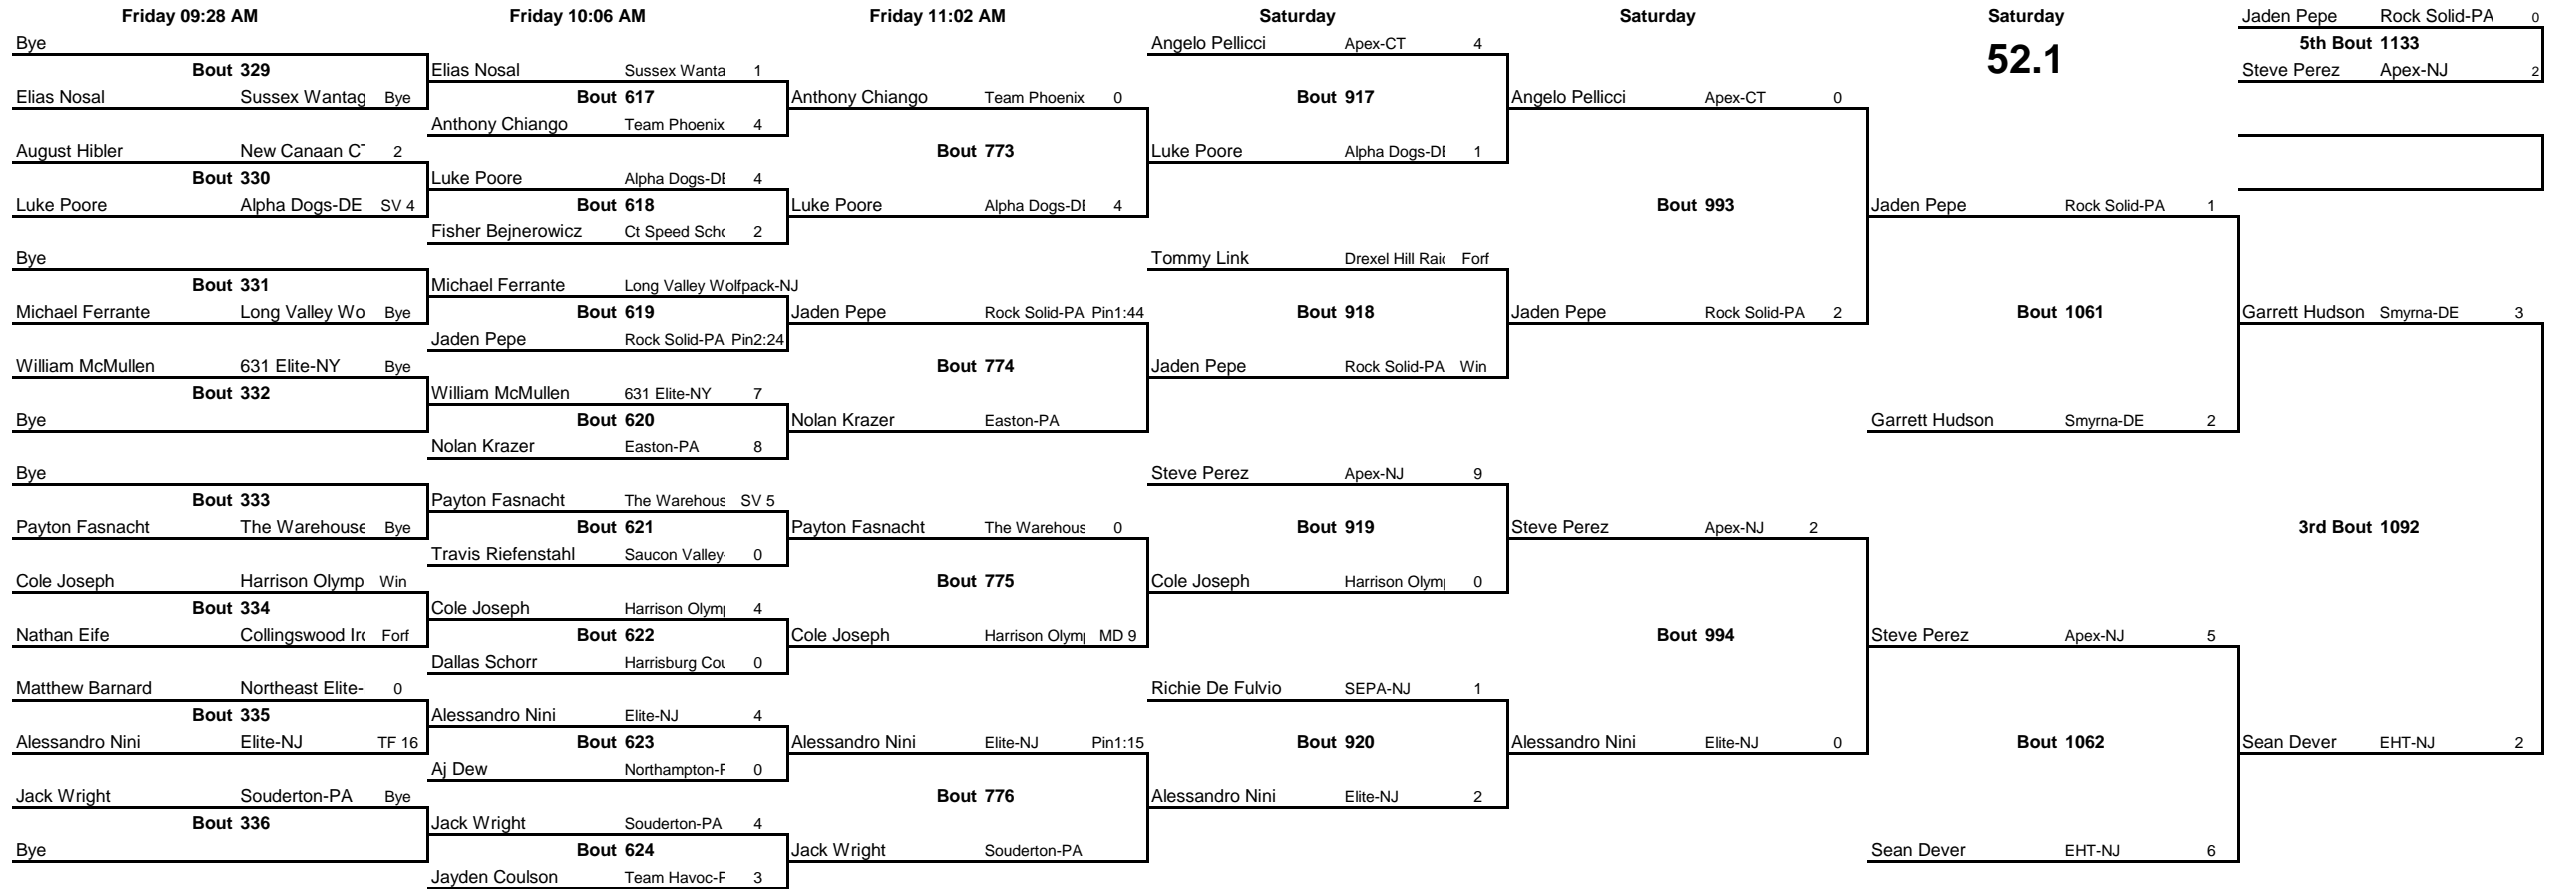 Friday 09:28 AM Friday 10:06 AM Friday 11:02 AM Saturday Saturday Saturday Jaden Pepe Rock Solid-PA 0
Bye Angelo Pellicci Apex-CT 4 52.1 5th Bout 1133
Bout 329 Elias Nosal Sussex Wanta 1 Steve Perez Apex-NJ 2
Elias Nosal Sussex Wantag Bye Bout 617 Anthony Chiango Team Phoenix 0 Bout 917 Angelo Pellicci Apex-CT 0
Anthony Chiango Team Phoenix 4
August Hibler New Canaan CT 2 Bout 773 Luke Poore Alpha Dogs-DE 1
Bout 330 Luke Poore Alpha Dogs-DE 4
Luke Poore Alpha Dogs-DE SV 4 Bout 618 Luke Poore Alpha Dogs-DE 4 Bout 993 Jaden Pepe Rock Solid-PA 1
Fisher Bejnerowicz Ct Speed Scho 2
Bye Tommy Link Drexel Hill Raid Forf
Bout 331 Michael Ferrante Long Valley Wolfpack-NJ
Michael Ferrante Long Valley Wo Bye Bout 619 Jaden Pepe Rock Solid-PA Pin1:44 Bout 918 Jaden Pepe Rock Solid-PA 2 Bout 1061 Garrett Hudson Smyrna-DE 3
Jaden Pepe Rock Solid-PA Pin2:24
William McMullen 631 Elite-NY Bye Bout 774 Jaden Pepe Rock Solid-PA Win
Bout 332 William McMullen 631 Elite-NY 7
Bye Bout 620 Nolan Krazer Easton-PA Garrett Hudson Smyrna-DE 2
Nolan Krazer Easton-PA 8
Bye Steve Perez Apex-NJ 9
Bout 333 Payton Fasnacht The Warehous SV 5
Payton Fasnacht The Warehouse Bye Bout 621 Payton Fasnacht The Warehous 0 Bout 919 Steve Perez Apex-NJ 2 3rd Bout 1092
Travis Riefenstahl Saucon Valley- 0
Cole Joseph Harrison Olymp Win Bout 775 Cole Joseph Harrison Olym 0
Bout 334 Cole Joseph Harrison Olym 4
Nathan Eife Collingswood Iro Forf Bout 622 Cole Joseph Harrison Olym MD 9 Bout 994 Steve Perez Apex-NJ 5
Dallas Schorr Harrisburg Cou 0
Matthew Barnard Northeast Elite- 0 Richie De Fulvio SEPA-NJ 1
Bout 335 Alessandro Nini Elite-NJ 4
Alessandro Nini Elite-NJ TF 16 Bout 623 Alessandro Nini Elite-NJ Pin1:15 Bout 920 Alessandro Nini Elite-NJ 0 Bout 1062 Sean Dever EHT-NJ 2
Aj Dew Northampton-P 0
Jack Wright Souderton-PA Bye Bout 776 Alessandro Nini Elite-NJ 2
Bout 336 Jack Wright Souderton-PA 4
Bye Bout 624 Jack Wright Souderton-PA Sean Dever EHT-NJ 6
Jayden Coulson Team Havoc-P 3